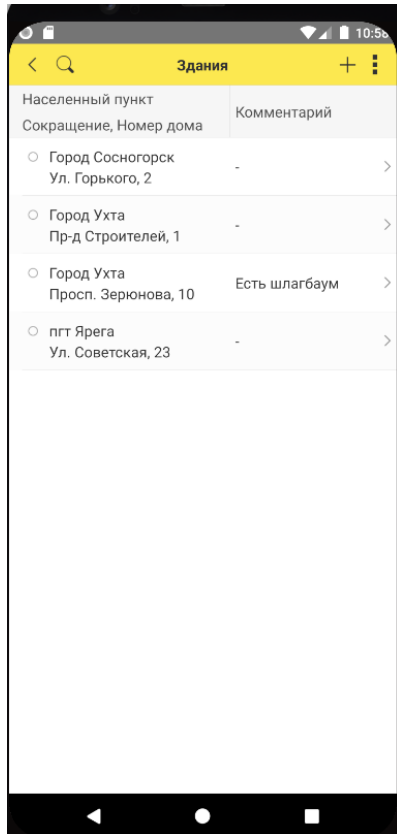 10:58
Здания
Населенный пункт
Сокращение, Номер дома
Комментарий
Город Сосногорск
Ул. Горького, 2
-
Город Ухта
Пр-д Строителей, 1
-
Город Ухта
Просп. Зерюнова, 10
Есть шлагбаум
пгт Ярега
Ул. Советская, 23
-